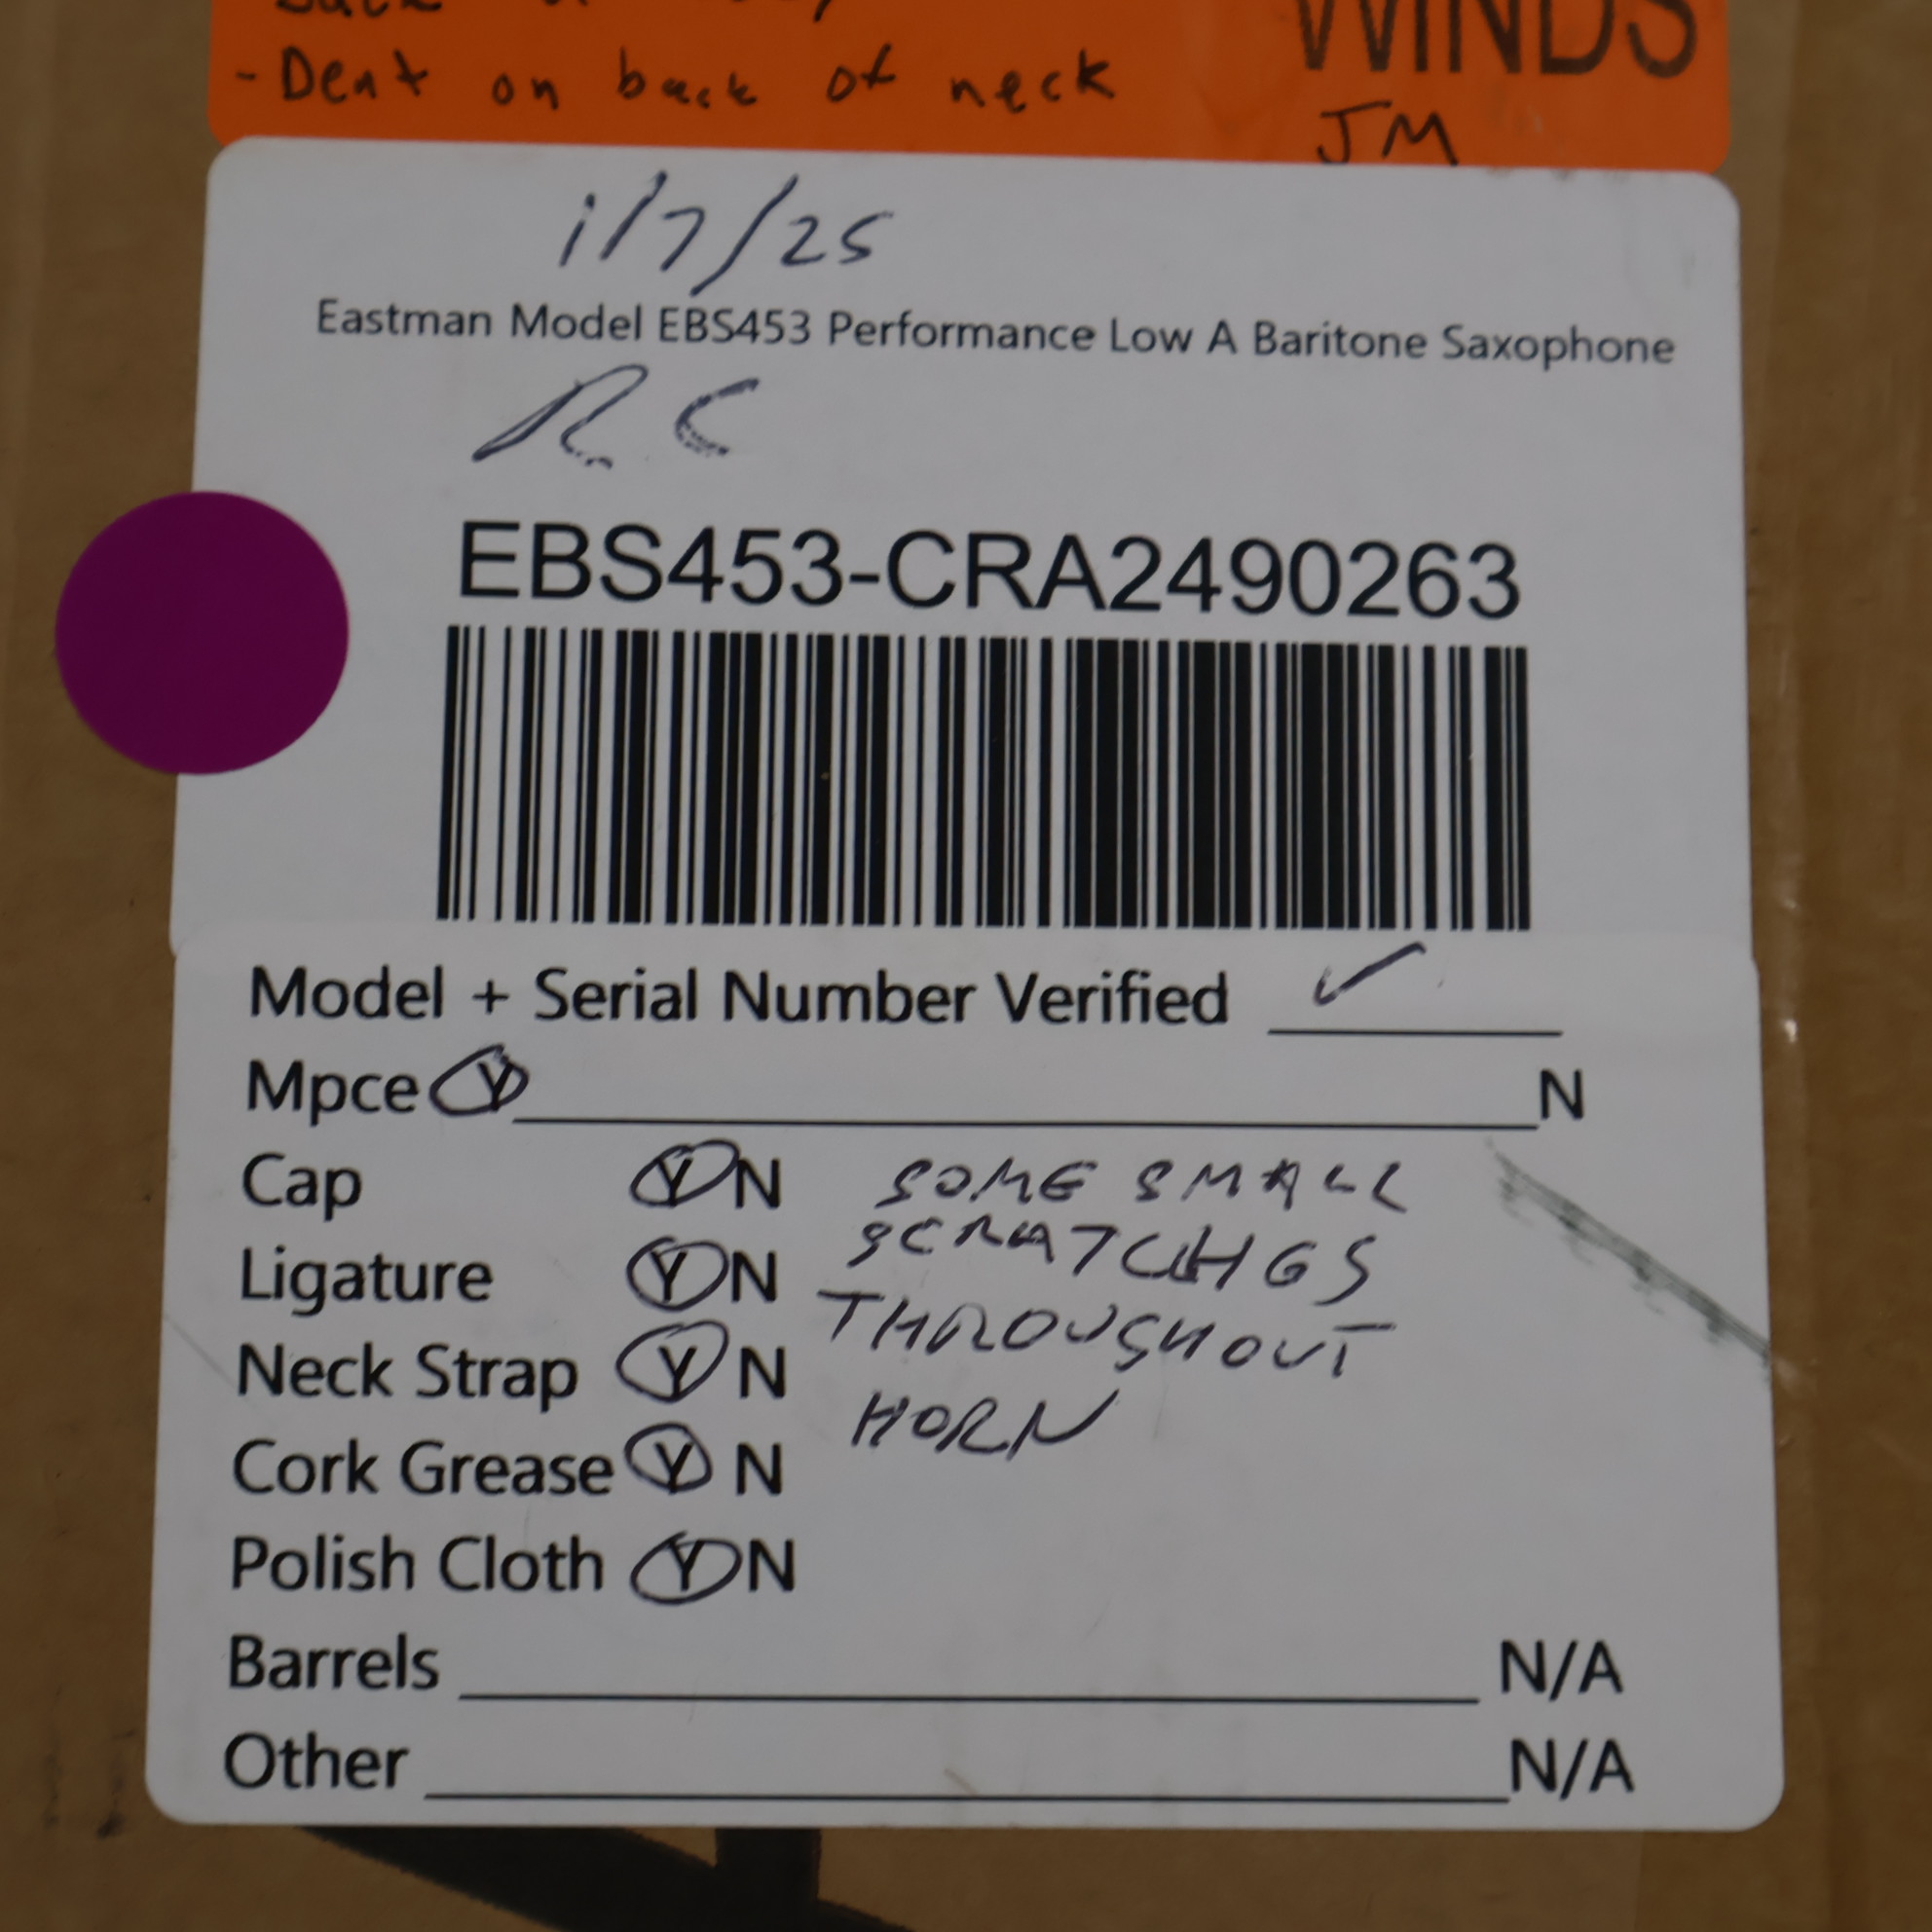 - Dent on back of neck
WINDS
JM
1/7/25
Eastman Model EBS453 Performance Low A Baritone Saxophone
RC
EBS453-CRA2490263
Model + Serial Number Verified ✓
Mpce Y N
Cap Y N
Ligature Y N
Neck Strap Y N
Cork Grease Y N
Polish Cloth Y N
SOME SMALL
SCRATCHES
THROUGHOUT
HORN
Barrels N/A
Other N/A